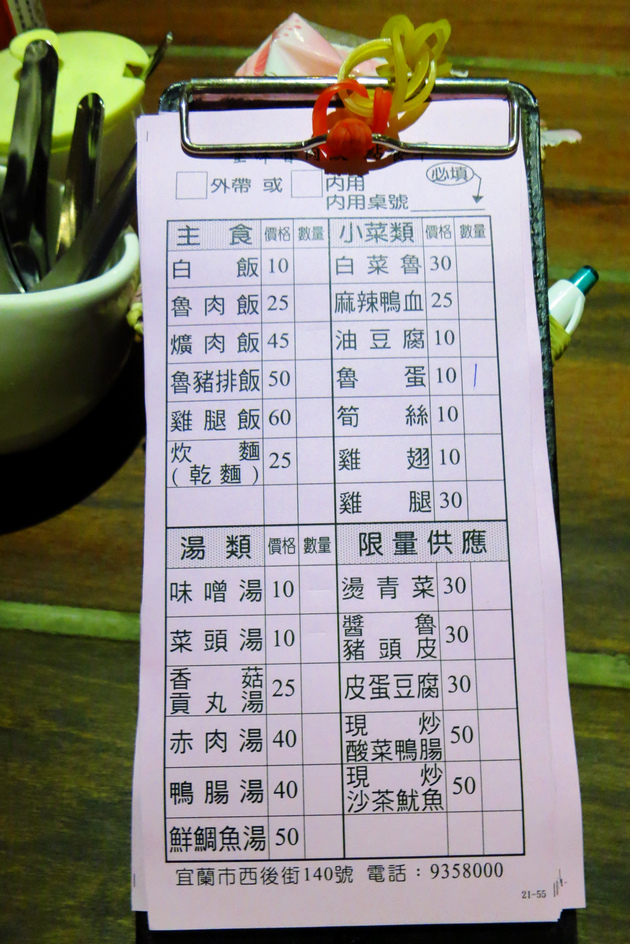 外帶 或 內用 必填
內用桌號
主食 價格 數量 小菜類 價格 數量
白飯 10 白菜魯 30
魯肉飯 25 麻辣鴨血 25
爌肉飯 45 油豆腐 10
魯豬排飯 50 魯蛋 10 1
雞腿飯 60 筍絲 10
炊麵(乾麵) 25 雞翅 10
雞腿 30
湯類 價格 數量 限量供應
味噌湯 10 燙青菜 30
菜頭湯 10 醬魯豬頭皮 30
香菇貢丸湯 25 皮蛋豆腐 30
赤肉湯 40 現炒酸菜鴨腸 50
鴨腸湯 40 現炒沙茶魷魚 50
鮮鯛魚湯 50
宜蘭市西後街140號 電話：9358000
21-55